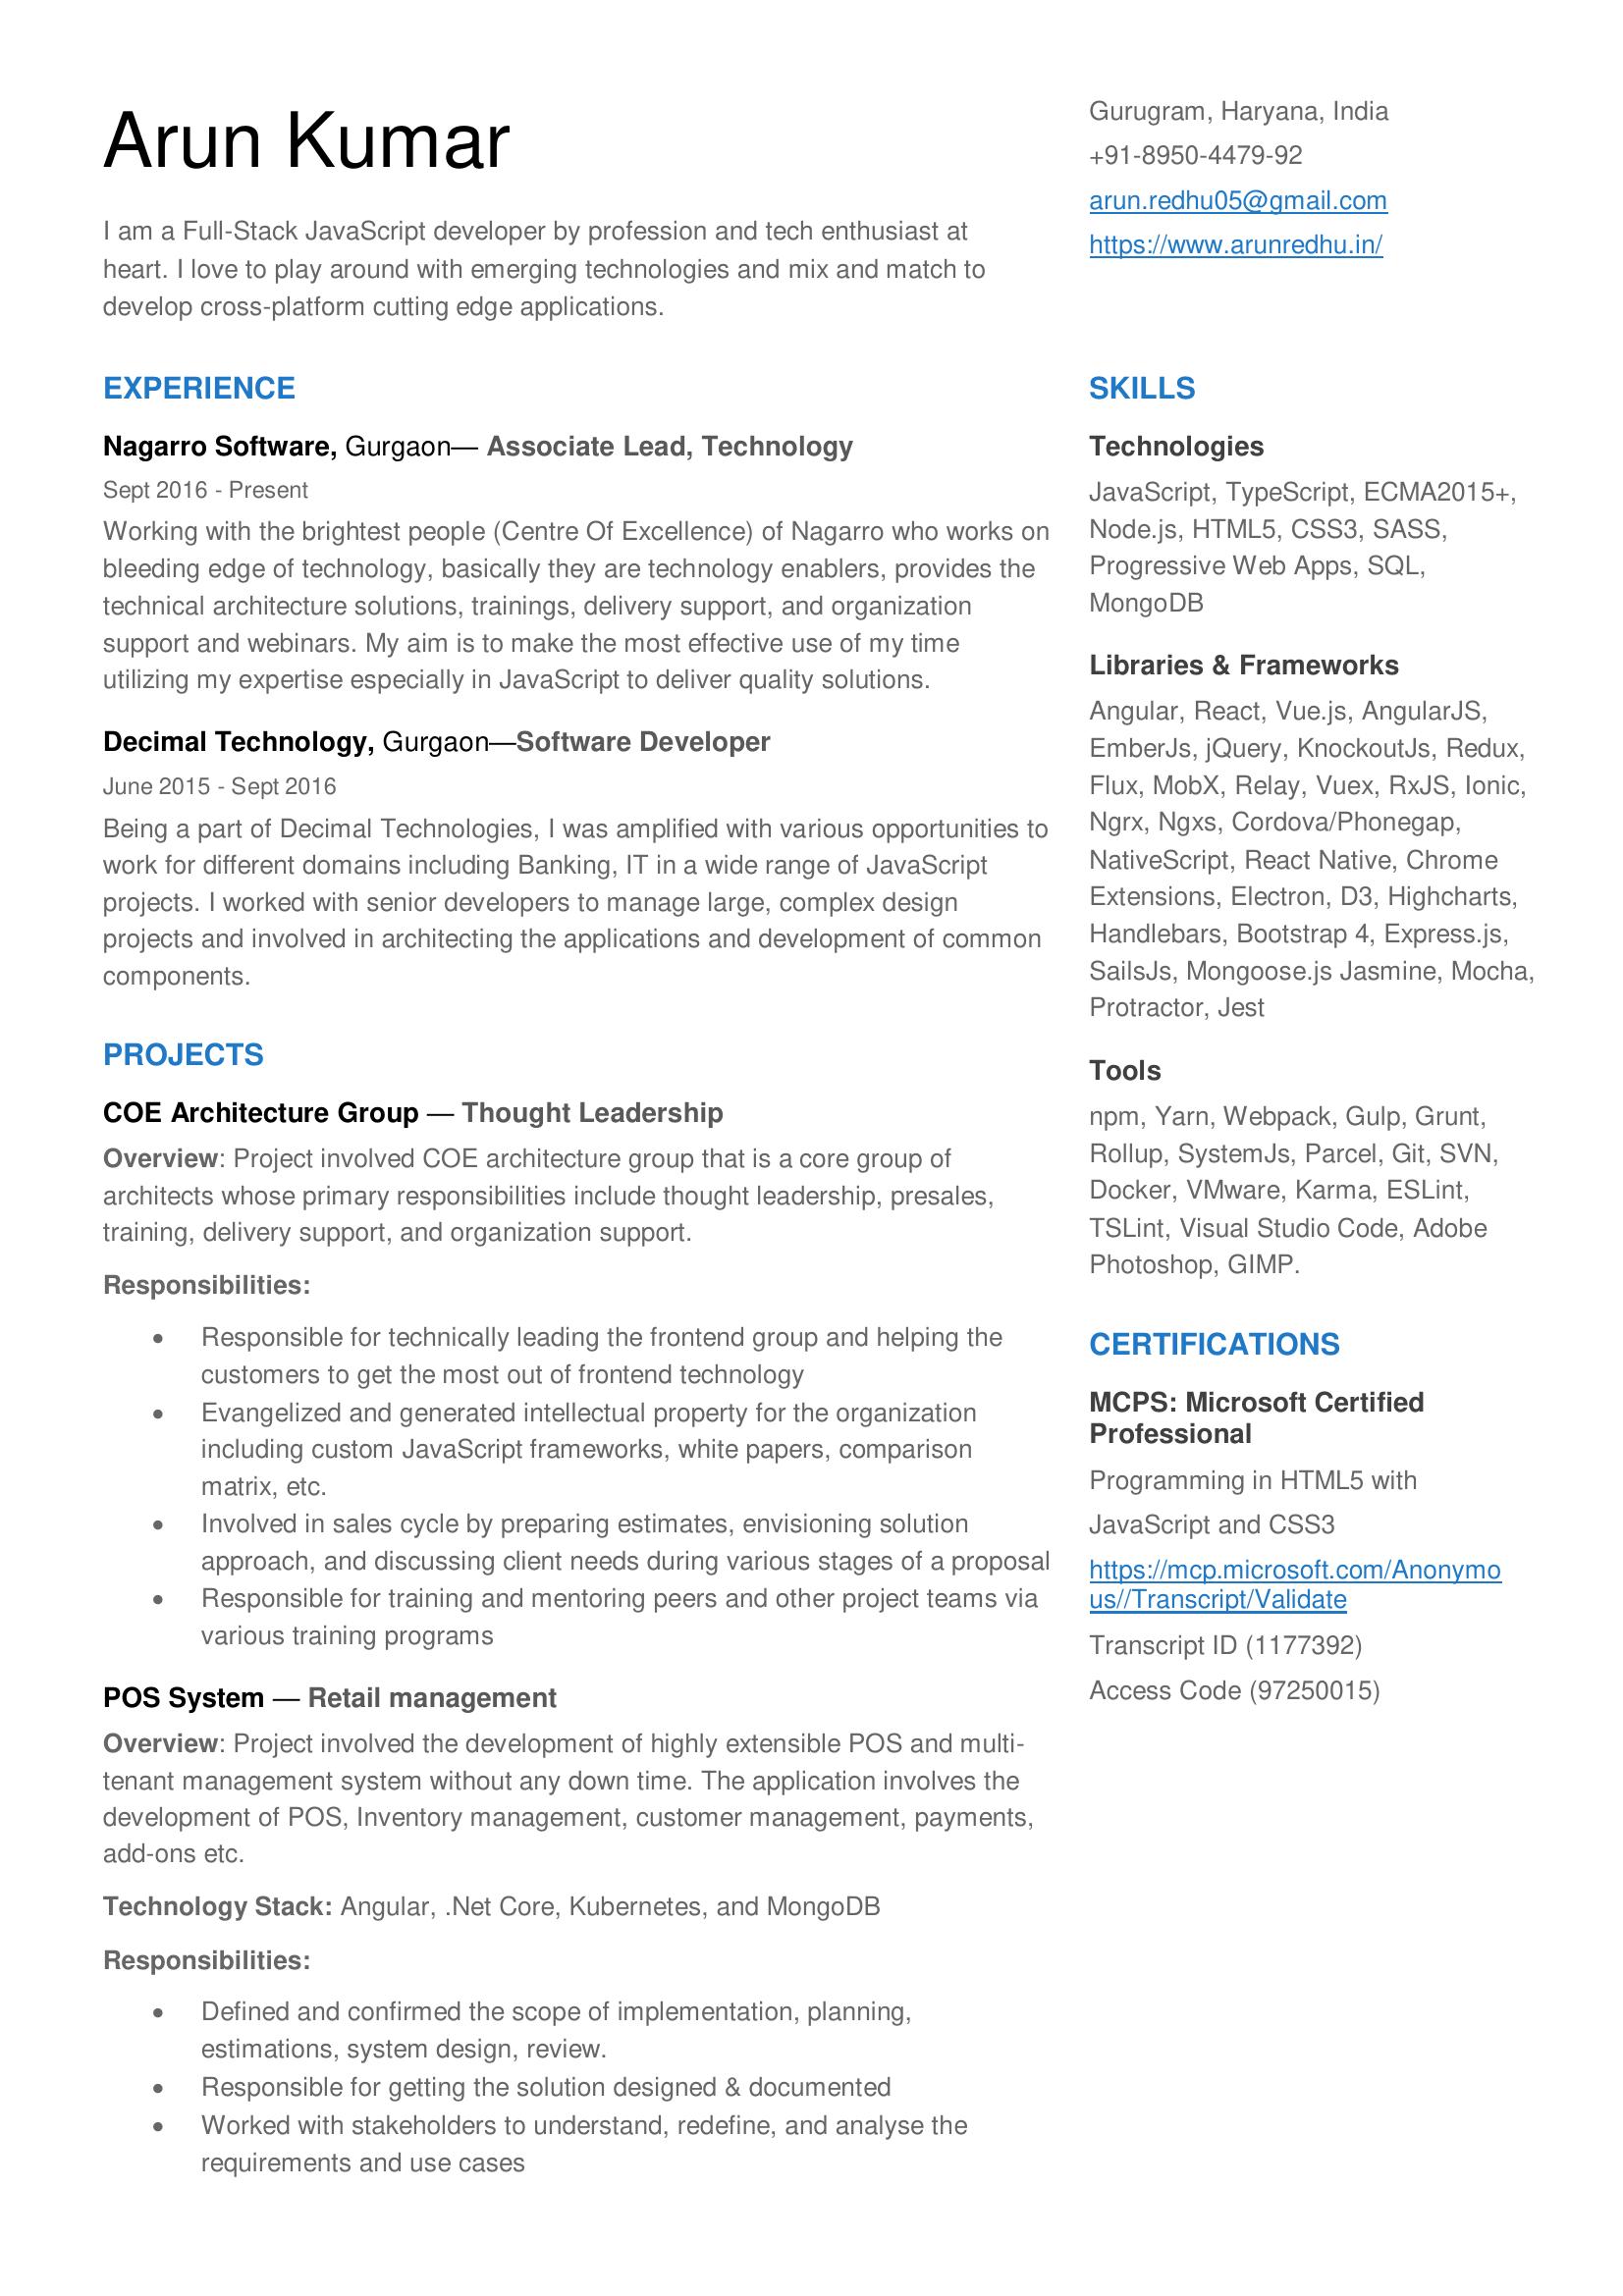 Arun Kumar
I am a Full-Stack JavaScript developer by profession and tech enthusiast at
heart. I love to play around with emerging technologies and mix and match to
develop cross-platform cutting edge applications.
Gurugram, Haryana, India
+91-8950-4479-92
arun.redhu05@gmail.com
https://www.arunredhu.in/
EXPERIENCE
Nagarro Software, Gurgaon— Associate Lead, Technology
Sept 2016 - Present
Working with the brightest people (Centre Of Excellence) of Nagarro who works on
bleeding edge of technology, basically they are technology enablers, provides the
technical architecture solutions, trainings, delivery support, and organization
support and webinars. My aim is to make the most effective use of my time
utilizing my expertise especially in JavaScript to deliver quality solutions.
Decimal Technology, Gurgaon—Software Developer
June 2015 - Sept 2016
Being a part of Decimal Technologies, I was amplified with various opportunities to
work for different domains including Banking, IT in a wide range of JavaScript
projects. I worked with senior developers to manage large, complex design
projects and involved in architecting the applications and development of common
components.
PROJECTS
COE Architecture Group — Thought Leadership
Overview: Project involved COE architecture group that is a core group of
architects whose primary responsibilities include thought leadership, presales,
training, delivery support, and organization support.
Responsibilities:
• Responsible for technically leading the frontend group and helping the
customers to get the most out of frontend technology
• Evangelized and generated intellectual property for the organization
including custom JavaScript frameworks, white papers, comparison
matrix, etc.
• Involved in sales cycle by preparing estimates, envisioning solution
approach, and discussing client needs during various stages of a proposal
• Responsible for training and mentoring peers and other project teams via
various training programs
POS System — Retail management
Overview: Project involved the development of highly extensible POS and multi-
tenant management system without any down time. The application involves the
development of POS, Inventory management, customer management, payments,
add-ons etc.
Technology Stack: Angular, .Net Core, Kubernetes, and MongoDB
Responsibilities:
• Defined and confirmed the scope of implementation, planning,
estimations, system design, review.
• Responsible for getting the solution designed & documented
• Worked with stakeholders to understand, redefine, and analyse the
requirements and use cases
SKILLS
Technologies
JavaScript, TypeScript, ECMA2015+,
Node.js, HTML5, CSS3, SASS,
Progressive Web Apps, SQL,
MongoDB
Libraries & Frameworks
Angular, React, Vue.js, AngularJS,
EmberJs, jQuery, KnockoutJs, Redux,
Flux, MobX, Relay, Vuex, RxJS, Ionic,
Ngrx, Ngxs, Cordova/Phonegap,
NativeScript, React Native, Chrome
Extensions, Electron, D3, Highcharts,
Handlebars, Bootstrap 4, Express.js,
SailsJs, Mongoose.js Jasmine, Mocha,
Protractor, Jest
Tools
npm, Yarn, Webpack, Gulp, Grunt,
Rollup, SystemJs, Parcel, Git, SVN,
Docker, VMware, Karma, ESLint,
TSLint, Visual Studio Code, Adobe
Photoshop, GIMP.
CERTIFICATIONS
MCPS: Microsoft Certified
Professional
Programming in HTML5 with
JavaScript and CSS3
https://mcp.microsoft.com/Anonymo
us//Transcript/Validate
Transcript ID (1177392)
Access Code (97250015)